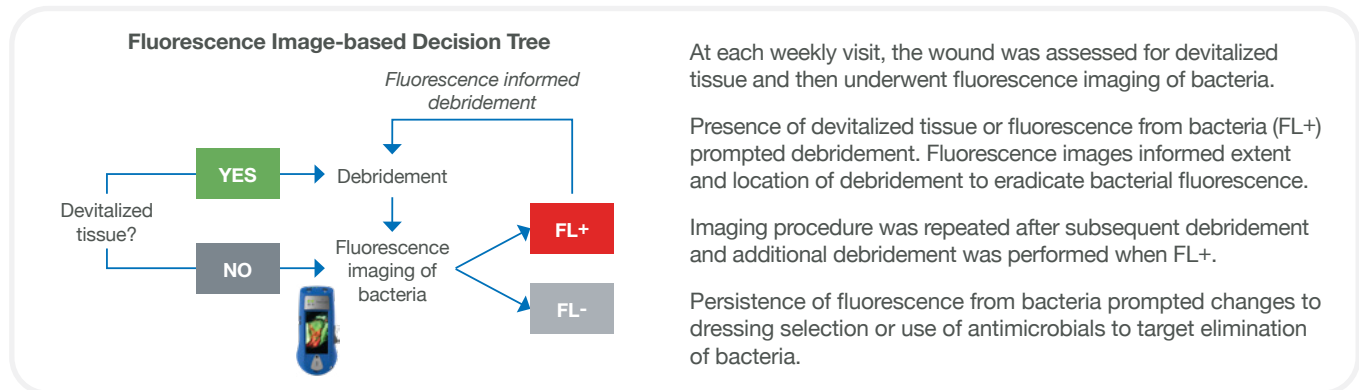 Fluorescence Image-based Decision Tree
Fluorescence informed
debridement
YES
Debridement
Devitalized
tissue?
FL+
NO
Fluorescence
imaging of
bacteria
FL-
At each weekly visit, the wound was assessed for devitalized
tissue and then underwent fluorescence imaging of bacteria.
Presence of devitalized tissue or fluorescence from bacteria (FL+)
prompted debridement. Fluorescence images informed extent
and location of debridement to eradicate bacterial fluorescence.
Imaging procedure was repeated after subsequent debridement
and additional debridement was performed when FL+.
Persistence of fluorescence from bacteria prompted changes to
dressing selection or use of antimicrobials to target elimination
of bacteria.